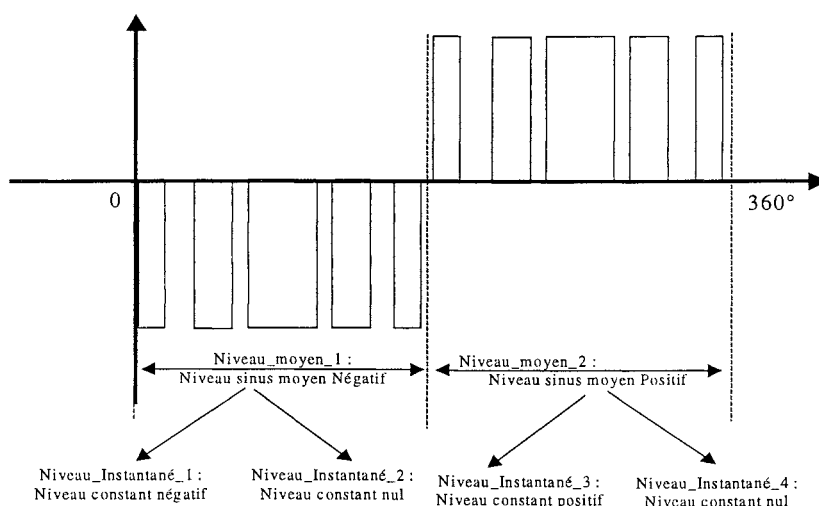 0
360°
Niveau_moyen_1 :
Niveau sinus moyen Négatif
Niveau_moyen_2 :
Niveau sinus moyen Positif
Niveau_Instantané_1 :
Niveau constant négatif
Niveau_Instantané_2 :
Niveau constant nul
Niveau_Instantané_3 :
Niveau constant positif
Niveau_Instantané_4 :
Niveau constant nul